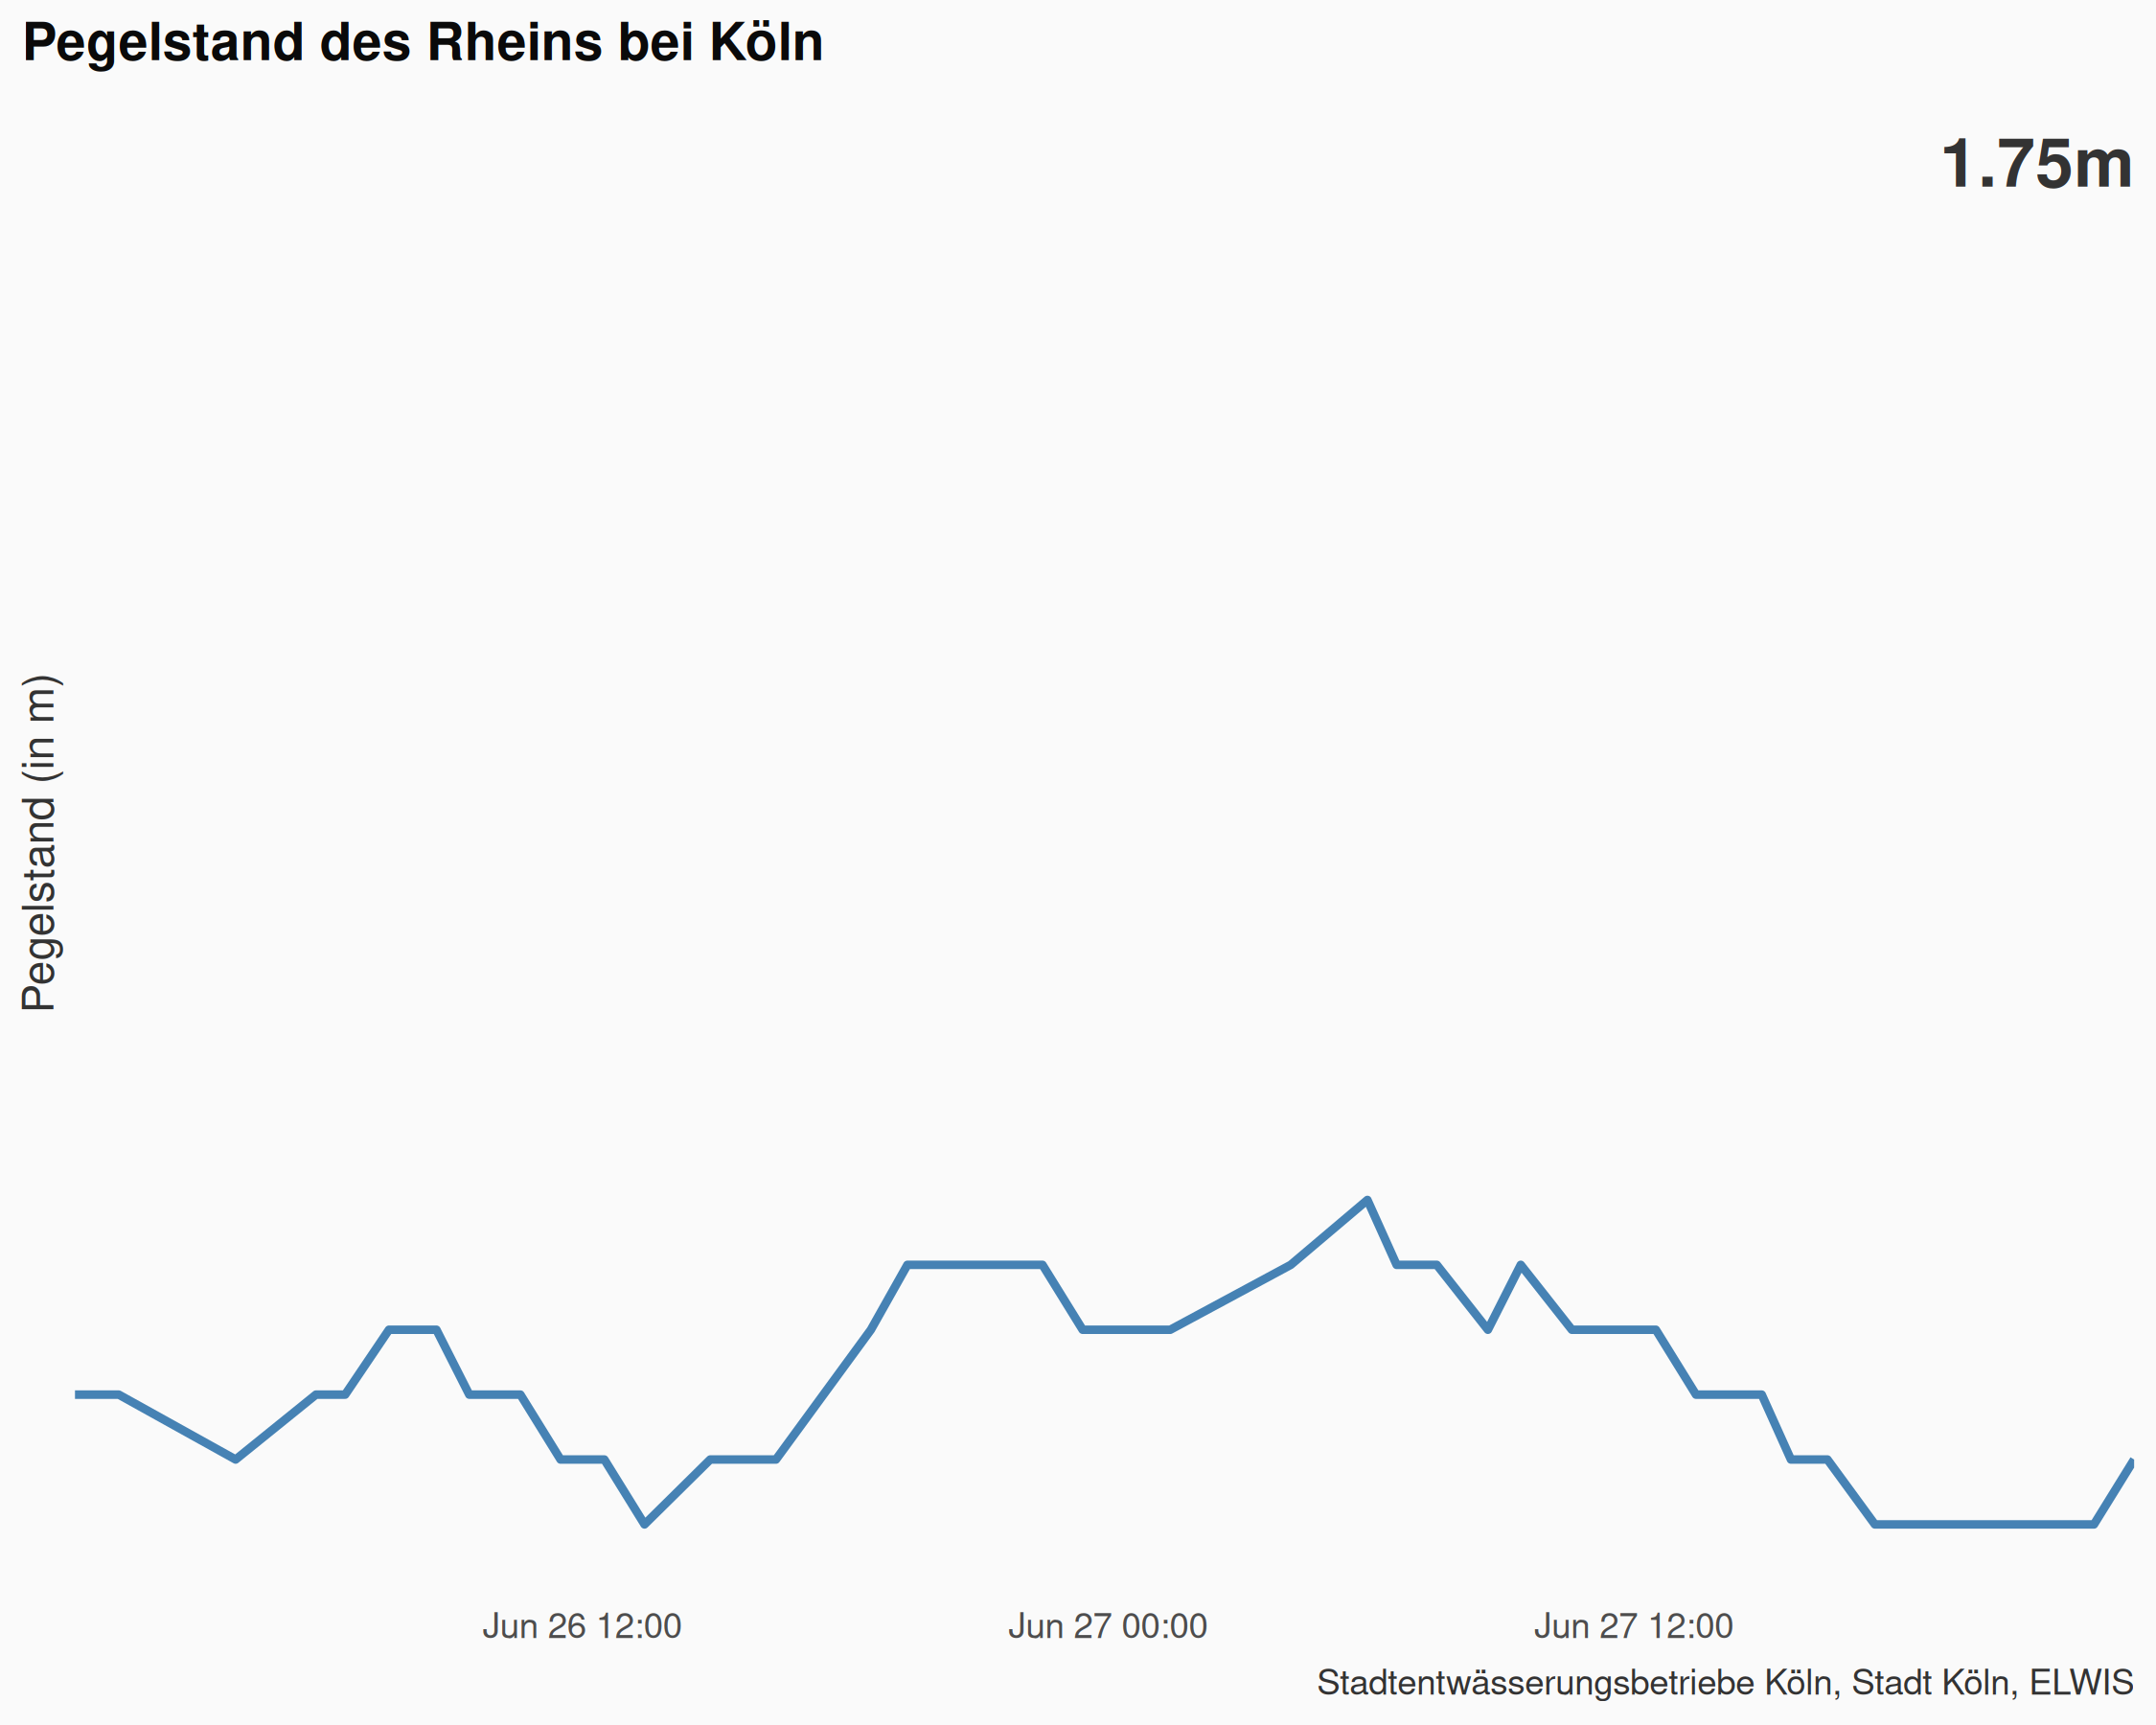 Pegelstand des Rheins bei Köln
1.75m
Pegelstand (in m)
Jun 26 12:00
Jun 27 00:00
Jun 27 12:00
Stadtentwässerungsbetriebe Köln, Stadt Köln, ELWIS